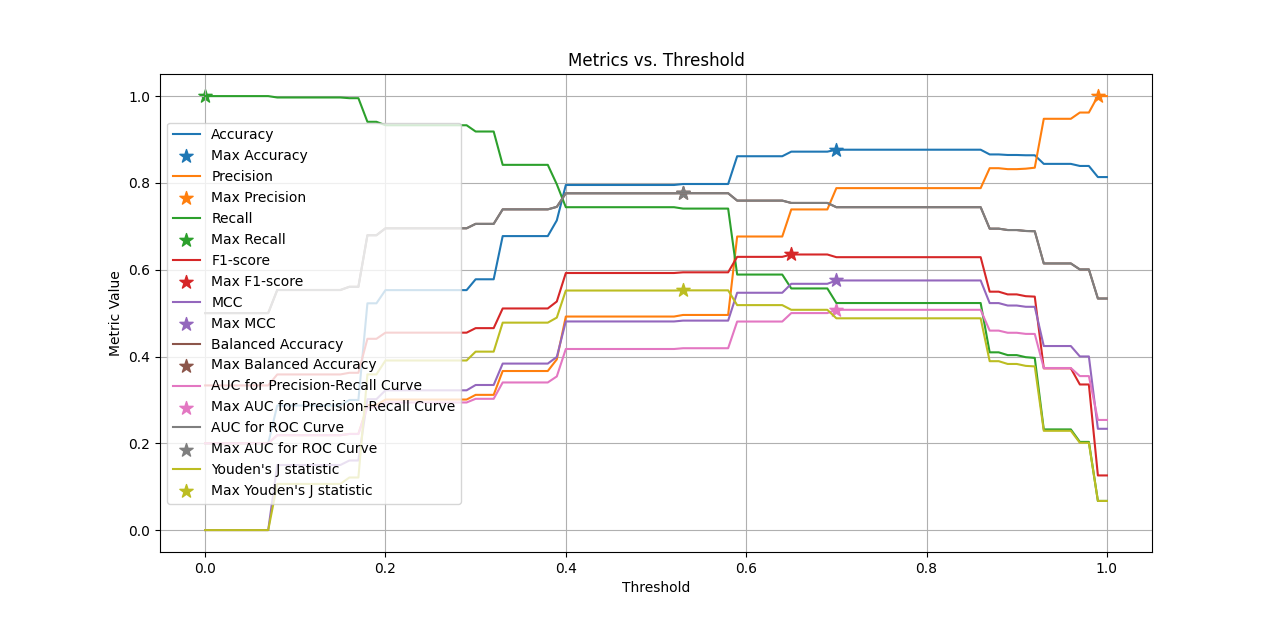 Metrics vs. Threshold
Metric Value
1.0
0.8
0.6
0.4
0.2
0.0
Accuracy
Max Accuracy
Precision
Max Precision
Recall
Max Recall
F1-score
Max F1-score
MCC
Max MCC
Balanced Accuracy
Max Balanced Accuracy
AUC for Precision-Recall Curve
Max AUC for Precision-Recall Curve
AUC for ROC Curve
Max AUC for ROC Curve
Youden's J statistic
Max Youden's J statistic
0.0 0.2 0.4 0.6 0.8 1.0
Threshold